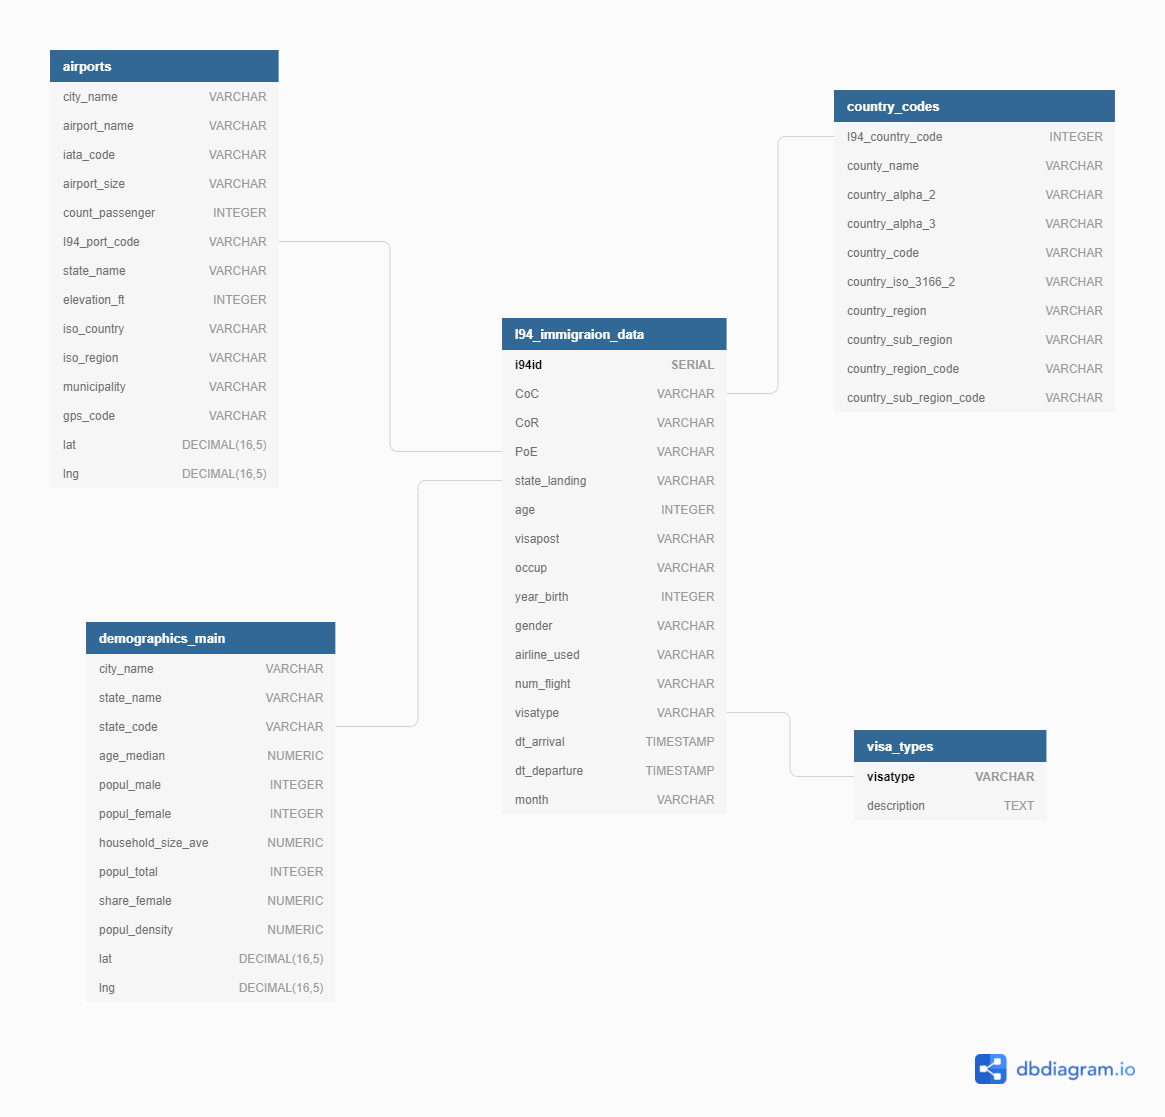 airports
city_name VARCHAR
airport_name VARCHAR
iata_code VARCHAR
airport_size VARCHAR
count_passenger INTEGER
I94_port_code VARCHAR
state_name VARCHAR
elevation_ft INTEGER
iso_country VARCHAR
iso_region VARCHAR
municipality VARCHAR
gps_code VARCHAR
lat DECIMAL(16,5)
lng DECIMAL(16,5)
country_codes
I94_country_code INTEGER
county_name VARCHAR
country_alpha_2 VARCHAR
country_alpha_3 VARCHAR
country_code VARCHAR
country_iso_3166_2 VARCHAR
country_region VARCHAR
country_sub_region VARCHAR
country_region_code VARCHAR
country_sub_region_code VARCHAR
I94_immigraion_data
i94id SERIAL
CoC VARCHAR
CoR VARCHAR
PoE VARCHAR
state_landing VARCHAR
age INTEGER
visapost VARCHAR
occup VARCHAR
year_birth INTEGER
gender VARCHAR
airline_used VARCHAR
num_flight VARCHAR
visatype VARCHAR
dt_arrival TIMESTAMP
dt_departure TIMESTAMP
month VARCHAR
demographics_main
city_name VARCHAR
state_name VARCHAR
state_code VARCHAR
age_median NUMERIC
popul_male INTEGER
popul_female INTEGER
household_size_ave NUMERIC
popul_total INTEGER
share_female NUMERIC
popul_density NUMERIC
lat DECIMAL(16,5)
lng DECIMAL(16,5)
visa_types
visatype VARCHAR
description TEXT
dbdiagram.io